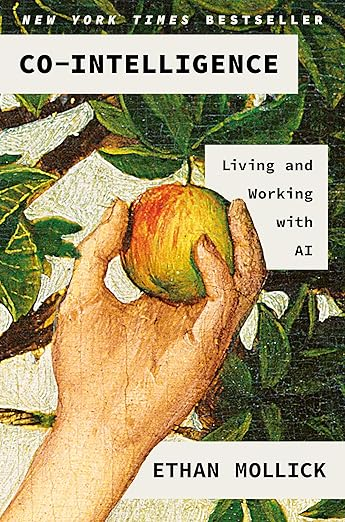 NEW YORK TIMES BESTSELLER
CO-INTELLIGENCE
Living and
Working
with
AI
ETHAN MOLLICK